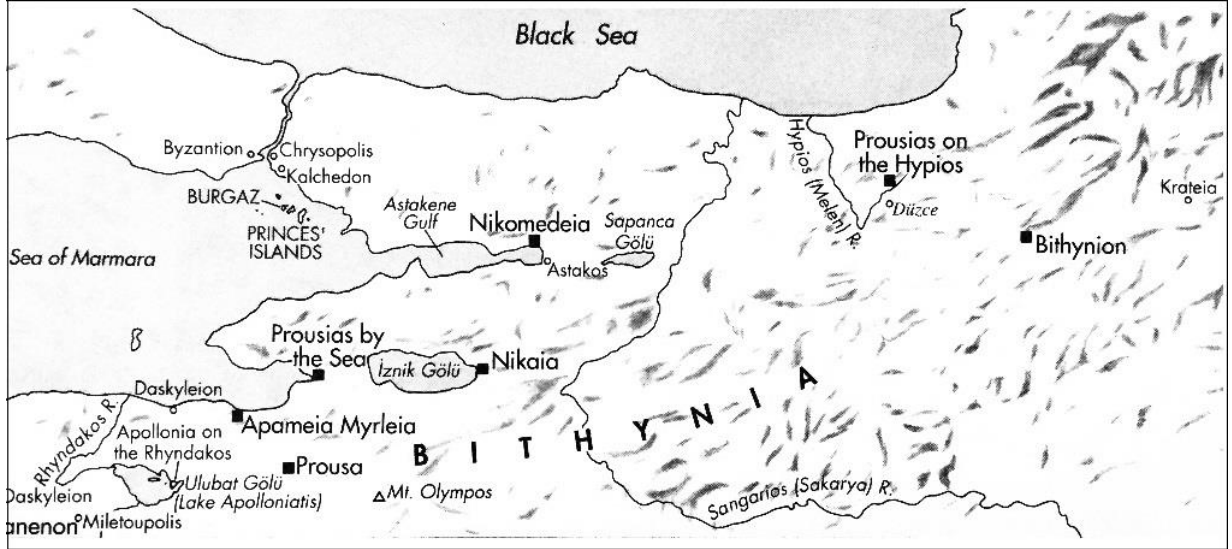 Black Sea
Byzantion
Chrysopolis
Kalchedon
BURGAZ
PRINCES'
ISLANDS
Sea of Marmara
Astakene
Gulf
Nikomedeia
Astakos
Sapanca
Gölü
Hypios (Melen) R.
Prousias on
the Hypios
Düzce
Krateia
Bithynion
Prousias by
the Sea
İznik Gölü
Nikaia
Daskyleion
Rhyndakos R.
Apameia Myrleia
Apollonia on
the Rhyndakos
BITHYNIA
Prousa
Ulubat Gölü
(Lake Apolloniatis)
Mt. Olympos
Sangarios (Sakarya) R.
Daskyleion
anenon
Miletoupolis